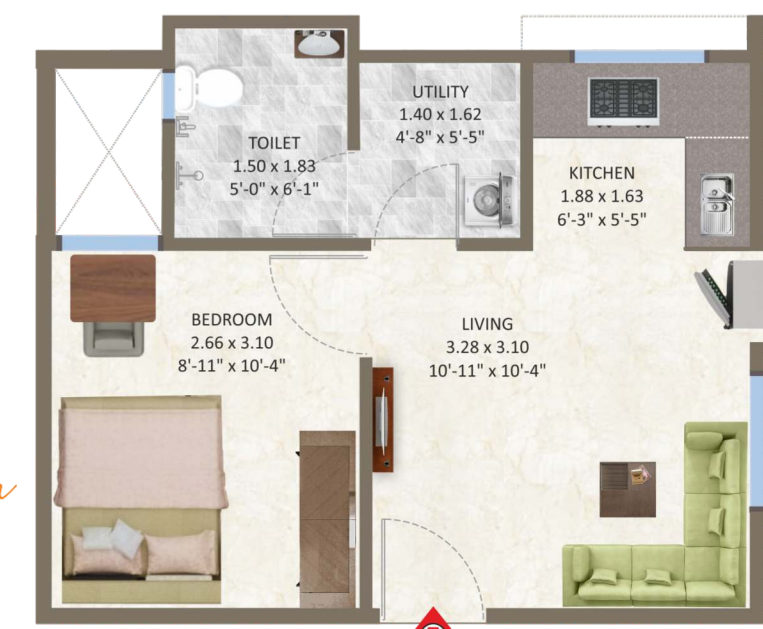 UTILITY
1.40 x 1.62
4'-8" x 5'-5"
TOILET
1.50 x 1.83
5'-0" x 6'-1"
KITCHEN
1.88 x 1.63
6'-3" x 5'-5"
BEDROOM
2.66 x 3.10
8'-11" x 10'-4"
LIVING
3.28 x 3.10
10'-11" x 10'-4"